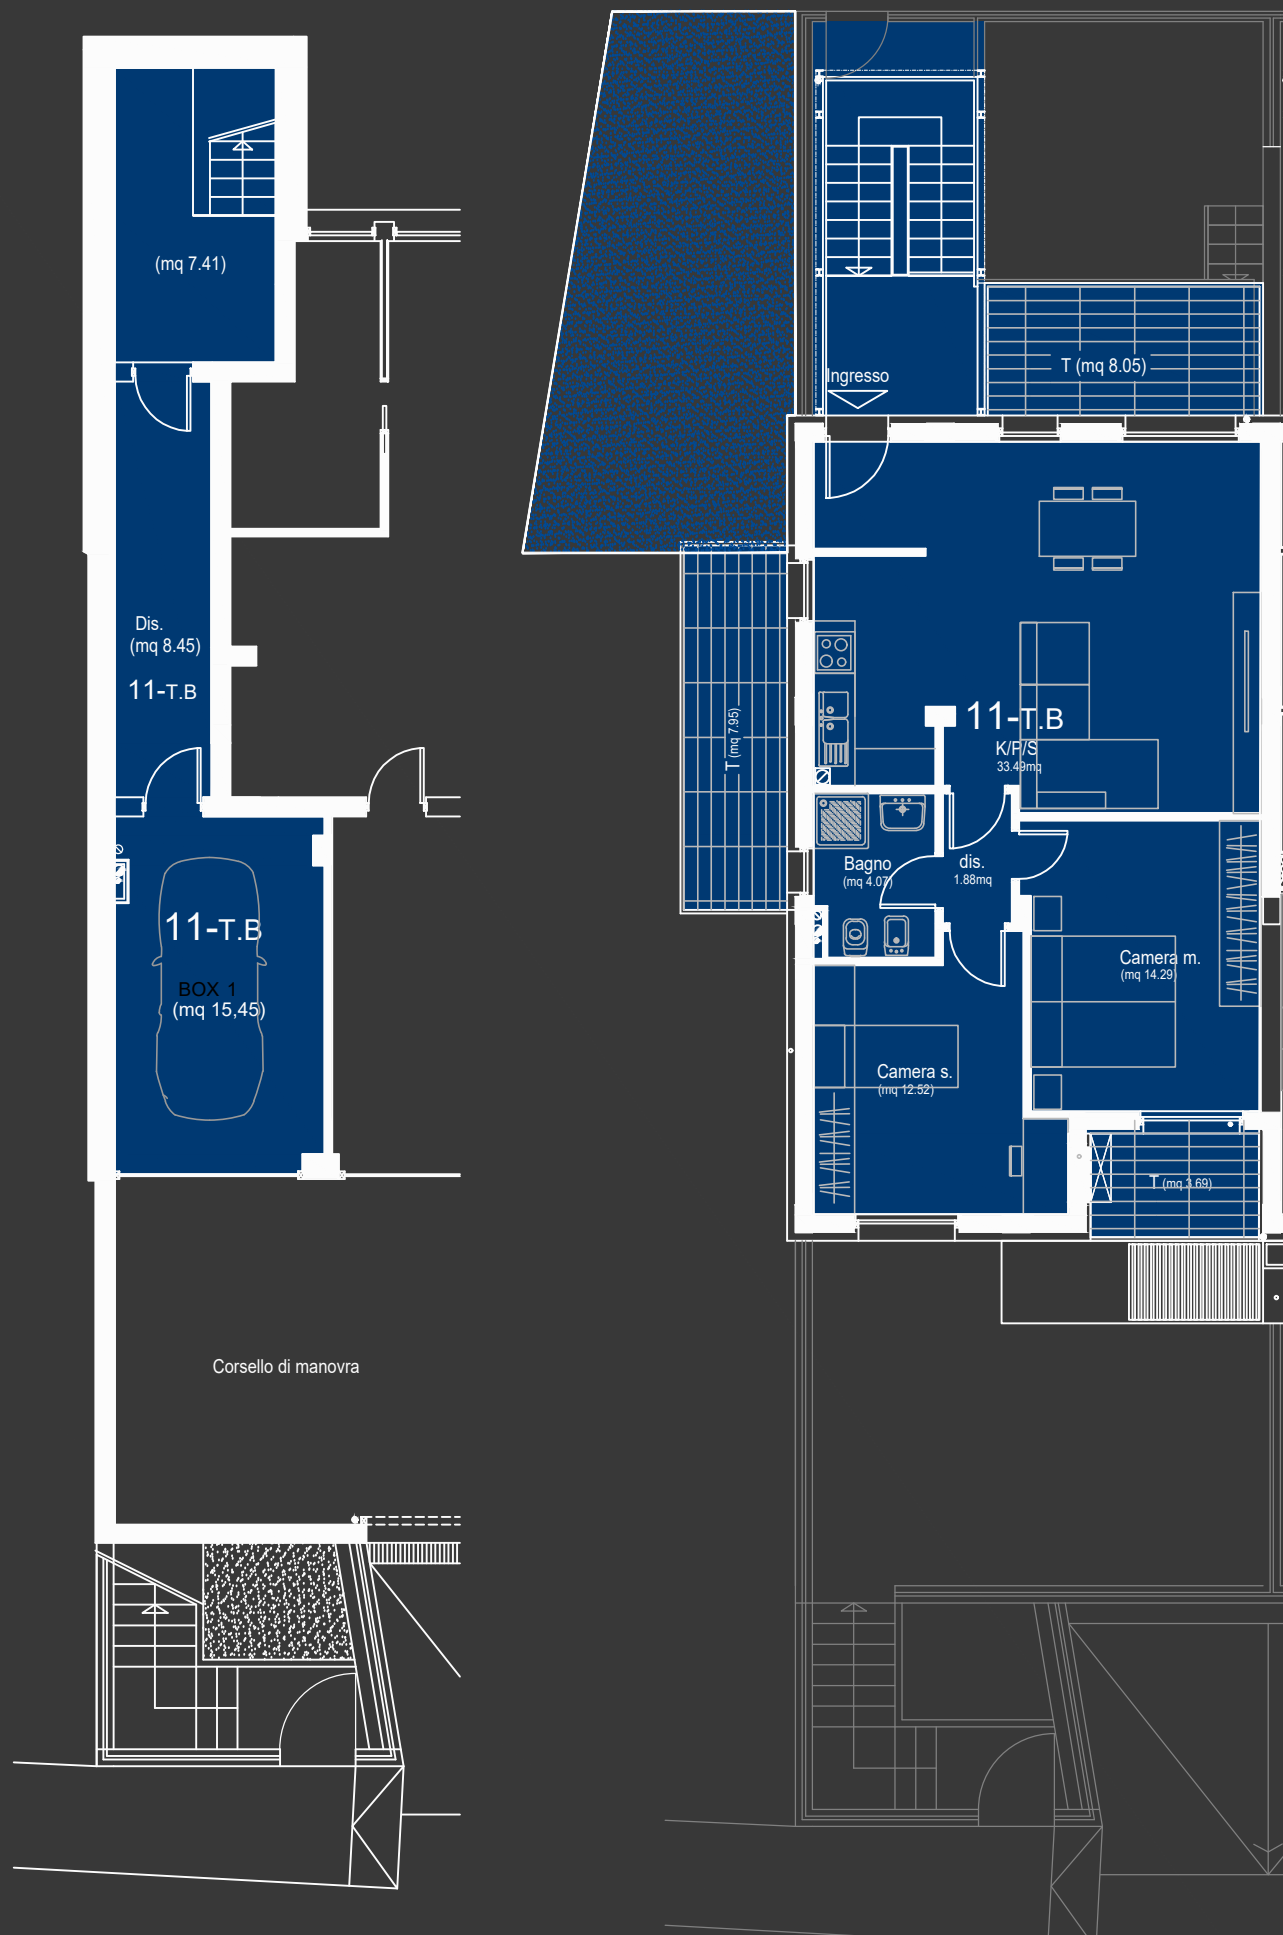 (mq 7.41)
Dis.
(mq 8.45)
11-T.B
11-T.B
BOX 1
(mq 15,45)
Corsello di manovra
Ingresso
T (mq 8.05)
T (mq 7.95)
11-T.B
K/P/S
33.49mq
Bagno
(mq 4.07)
dis.
1.88mq
Camera m.
(mq 14.29)
Camera s.
(mq 12.52)
T (mq 3.69)